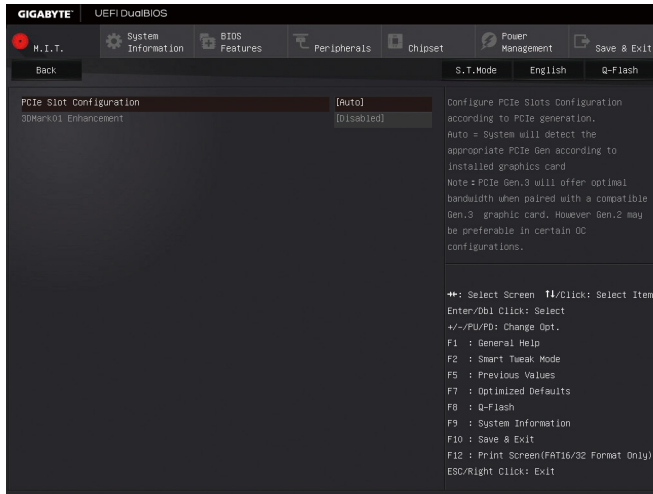 GIGABYTE™ UEFI DualBIOS
M.I.T. System Information BIOS Features Peripherals Chipset Power Management Save & Exit
Back S.T.Mode English Q-Flash
PCIe Slot Configuration [Auto]
3DMark01 Enhancement [Disabled]
Configure PCIe Slots Configuration
according to PCIe generation.
Auto = System will detect the
appropriate PCIe Gen according to
installed graphics card
Note:PCIe Gen.3 will offer optimal
bandwidth when paired with a compatible
Gen.3 graphic card. However Gen.2 may
be preferable in certain OC
configurations.
→←: Select Screen ↑↓/Click: Select Item
Enter/Dbl Click: Select
+/-/PU/PD: Change Opt.
F1 : General Help
F2 : Smart Tweak Mode
F5 : Previous Values
F7 : Optimized Defaults
F8 : Q-Flash
F9 : System Information
F10 : Save & Exit
F12 : Print Screen(FAT16/32 Format Only)
ESC/Right Click: Exit